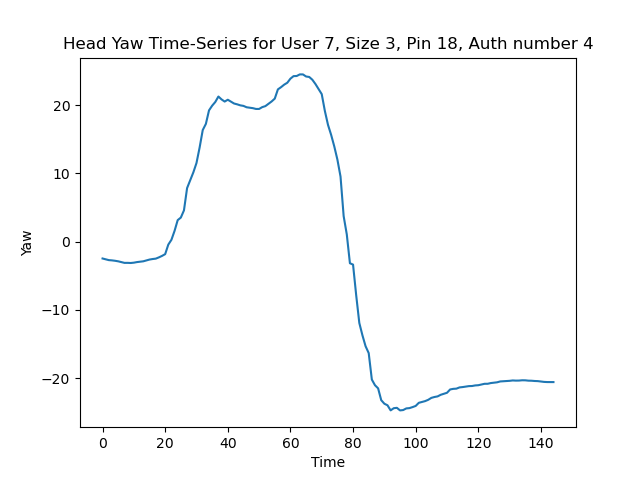 Head Yaw Time-Series for User 7, Size 3, Pin 18, Auth number 4
20
10
0
−10
−20
Yaw
0 20 40 60 80 100 120 140
Time